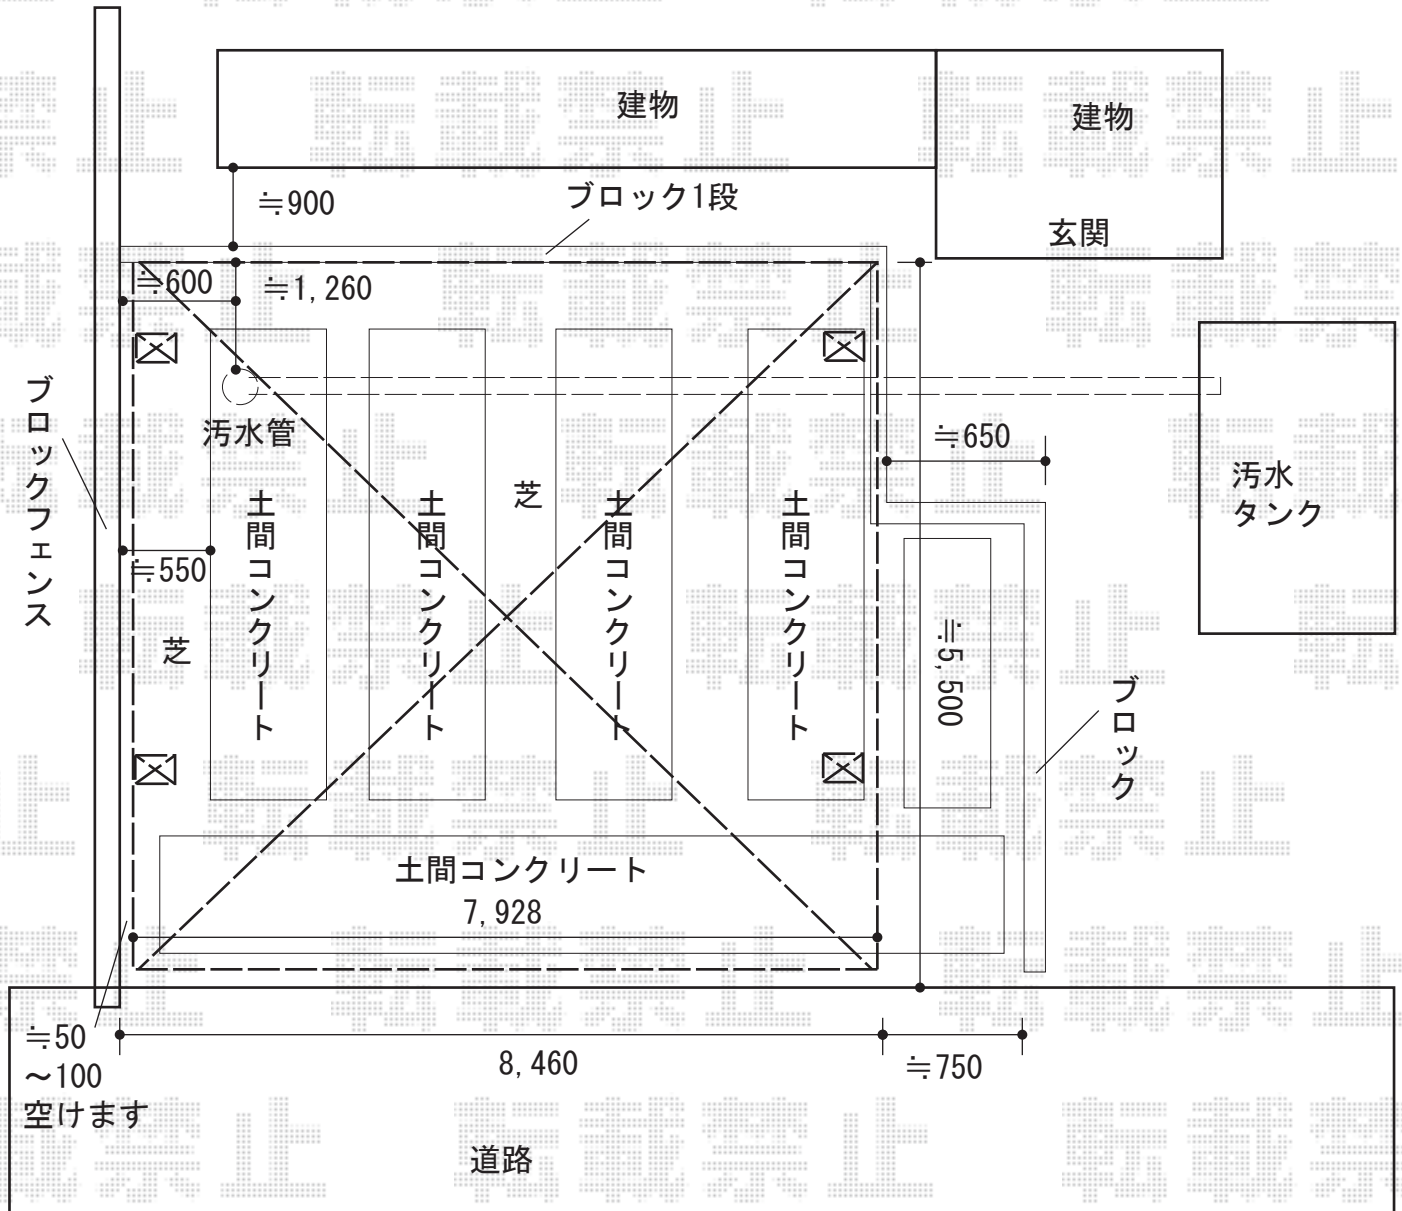 建物
建物
≒900
ブロック1段
玄関
≒600
≒1,260
ブロックフェンス
汚水管
≒650
汚水
タンク
芝
土間コンクリート
土間コンクリート
土間コンクリート
土間コンクリート
≒550
芝
≒5,500
ブロック
土間コンクリート
7,928
≒50
～100
空けます
8,460
≒750
道路
転載禁止